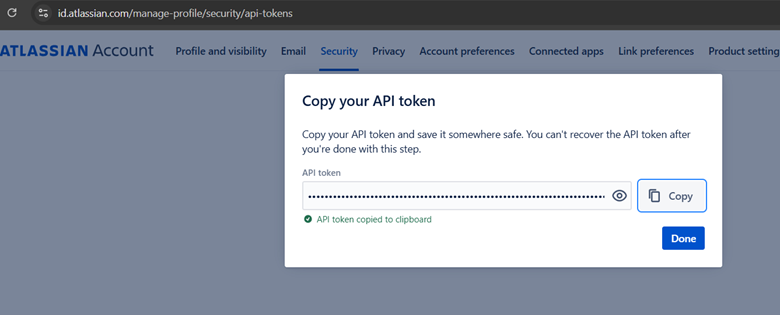 id.atlassian.com/manage-profile/security/api-tokens
ATLASSIAN Account Profile and visibility Email Security Privacy Account preferences Connected apps Link preferences Product setting
Copy your API token
Copy your API token and save it somewhere safe. You can't recover the API token after
you're done with this step.
API token
Copy
API token copied to clipboard
Done